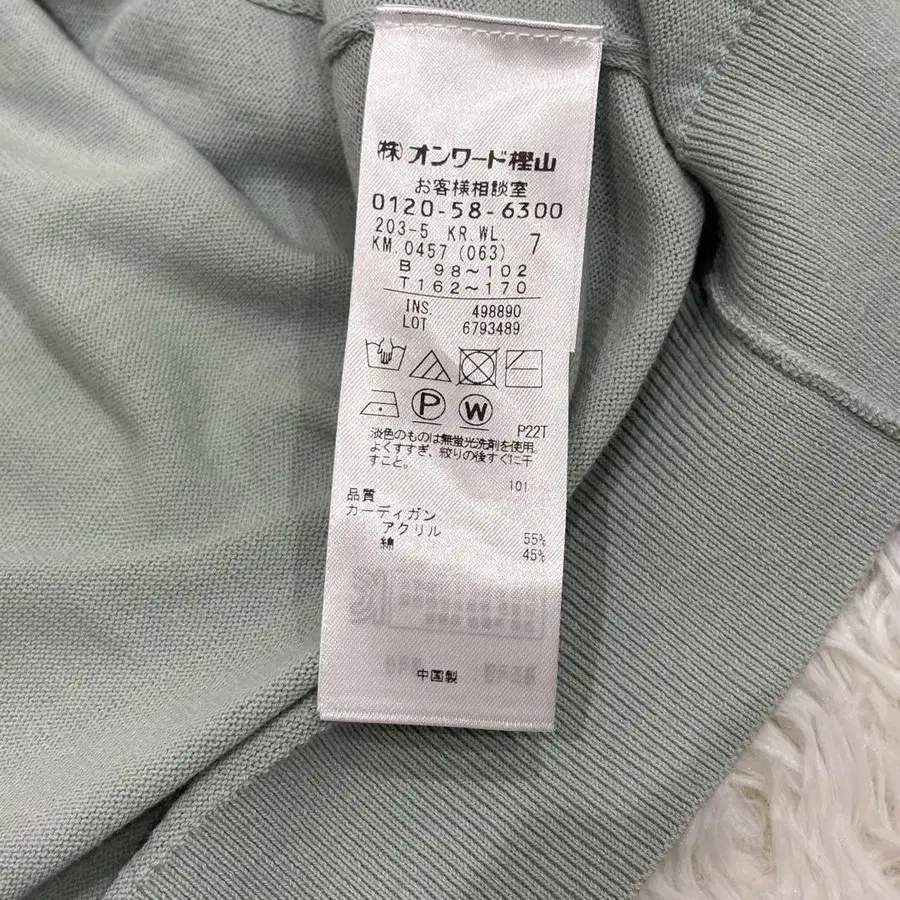 ㈱オンワード樫山
お客様相談室
0120-58-6300
203-5 KR.WL. 7
KM.0457(063)
B 98～102
T 162～170
INS. 498890
LOT 6793489
P W
P22T
淡色のものは無蛍光洗剤を使用。
よくすすぎ、絞りの後すぐに干
すこと。
101
品質
カーディガン
アクリル 55%
綿 45%
中国製